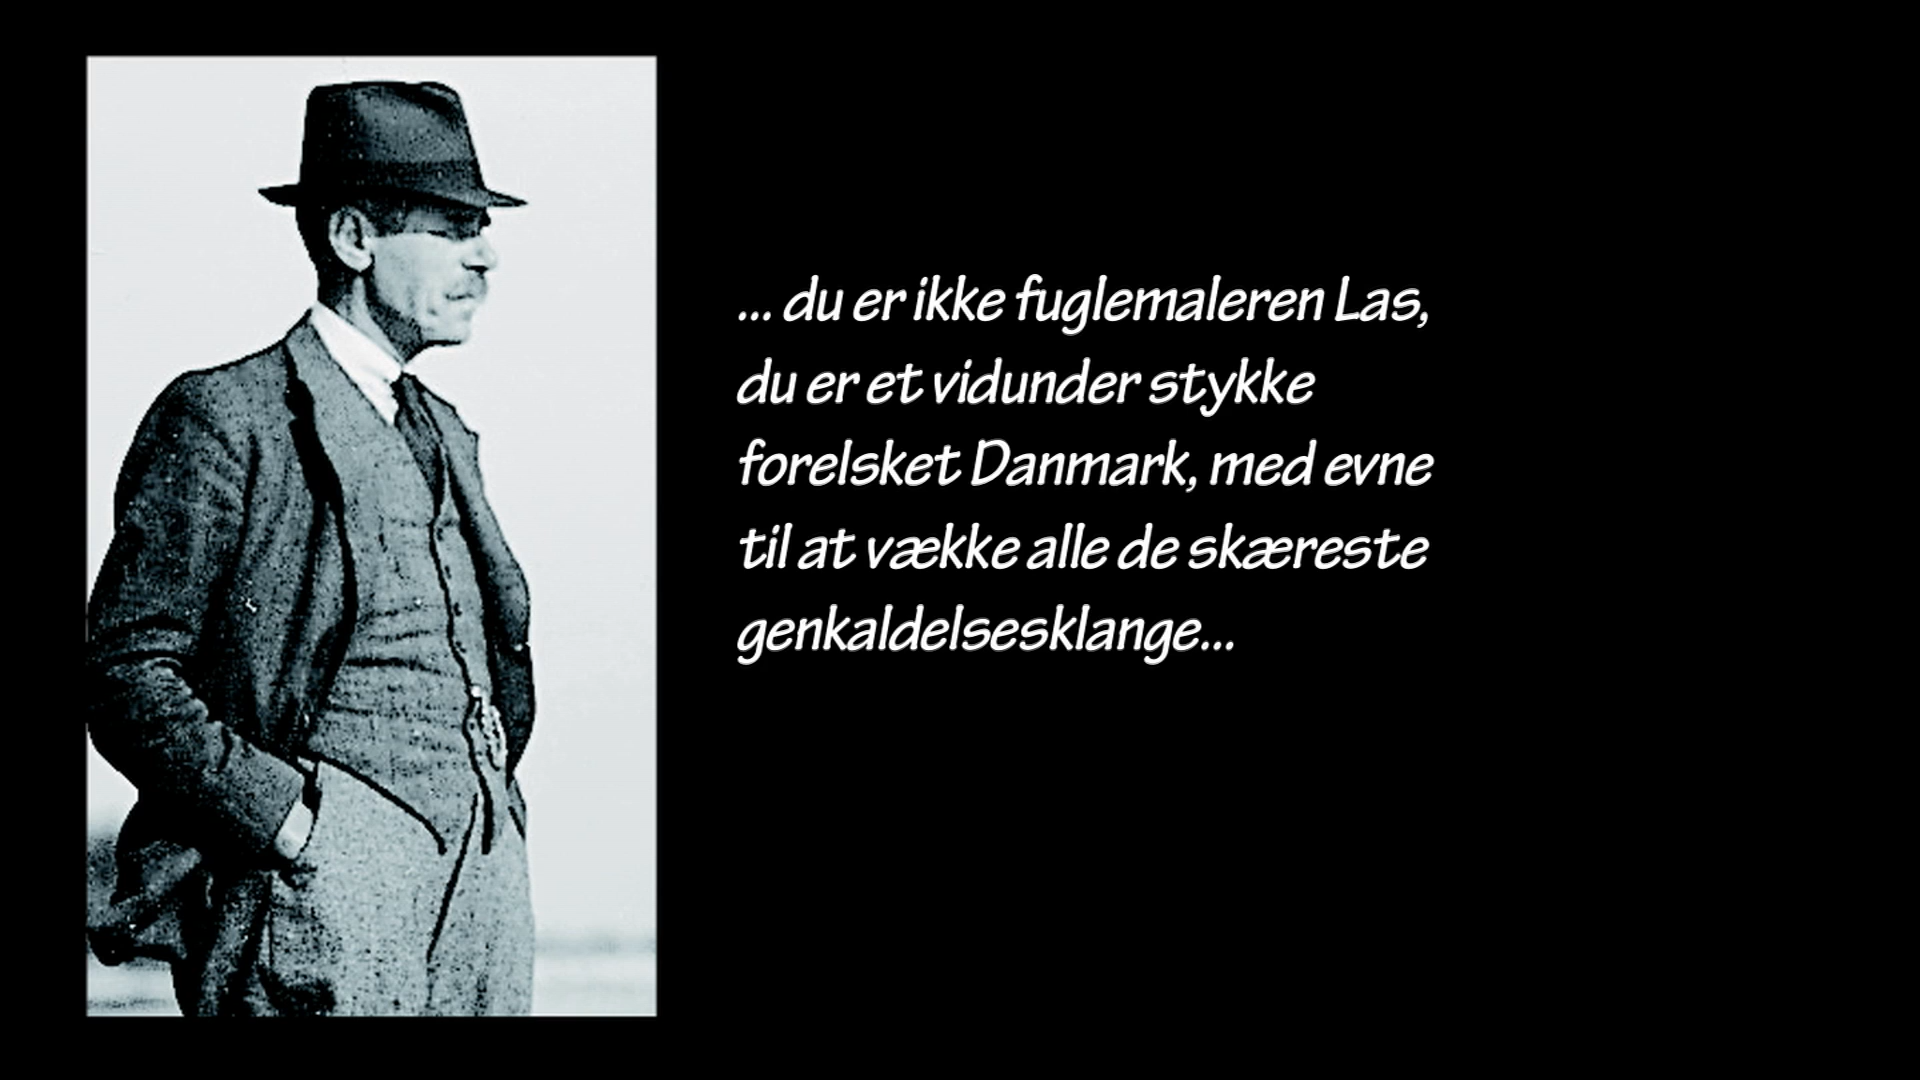 ... du er ikke fuglemaleren Las,
du er et vidunder stykke
forelsket Danmark, med evne
til at vække alle de skæreste
genkaldelsesklange...